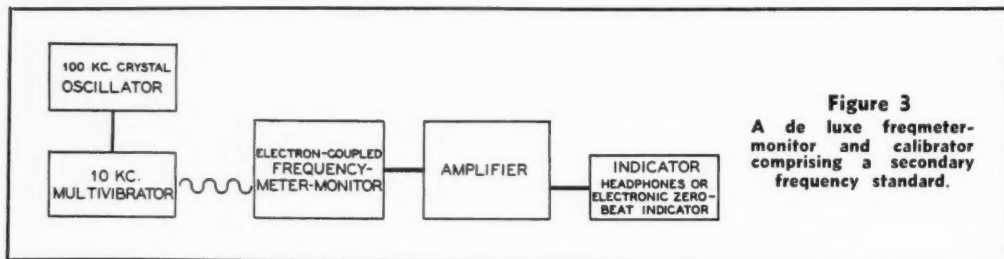 100 KC. CRYSTAL
OSCILLATOR
10 KC.
MULTIVIBRATOR
ELECTRON-COUPLED
FREQUENCY-
METER-MONITOR
AMPLIFIER
INDICATOR
HEADPHONES OR
ELECTRONIC ZERO-
BEAT INDICATOR
Figure 3
A de luxe freqmeter-
monitor and calibrator
comprising a secondary
frequency standard.